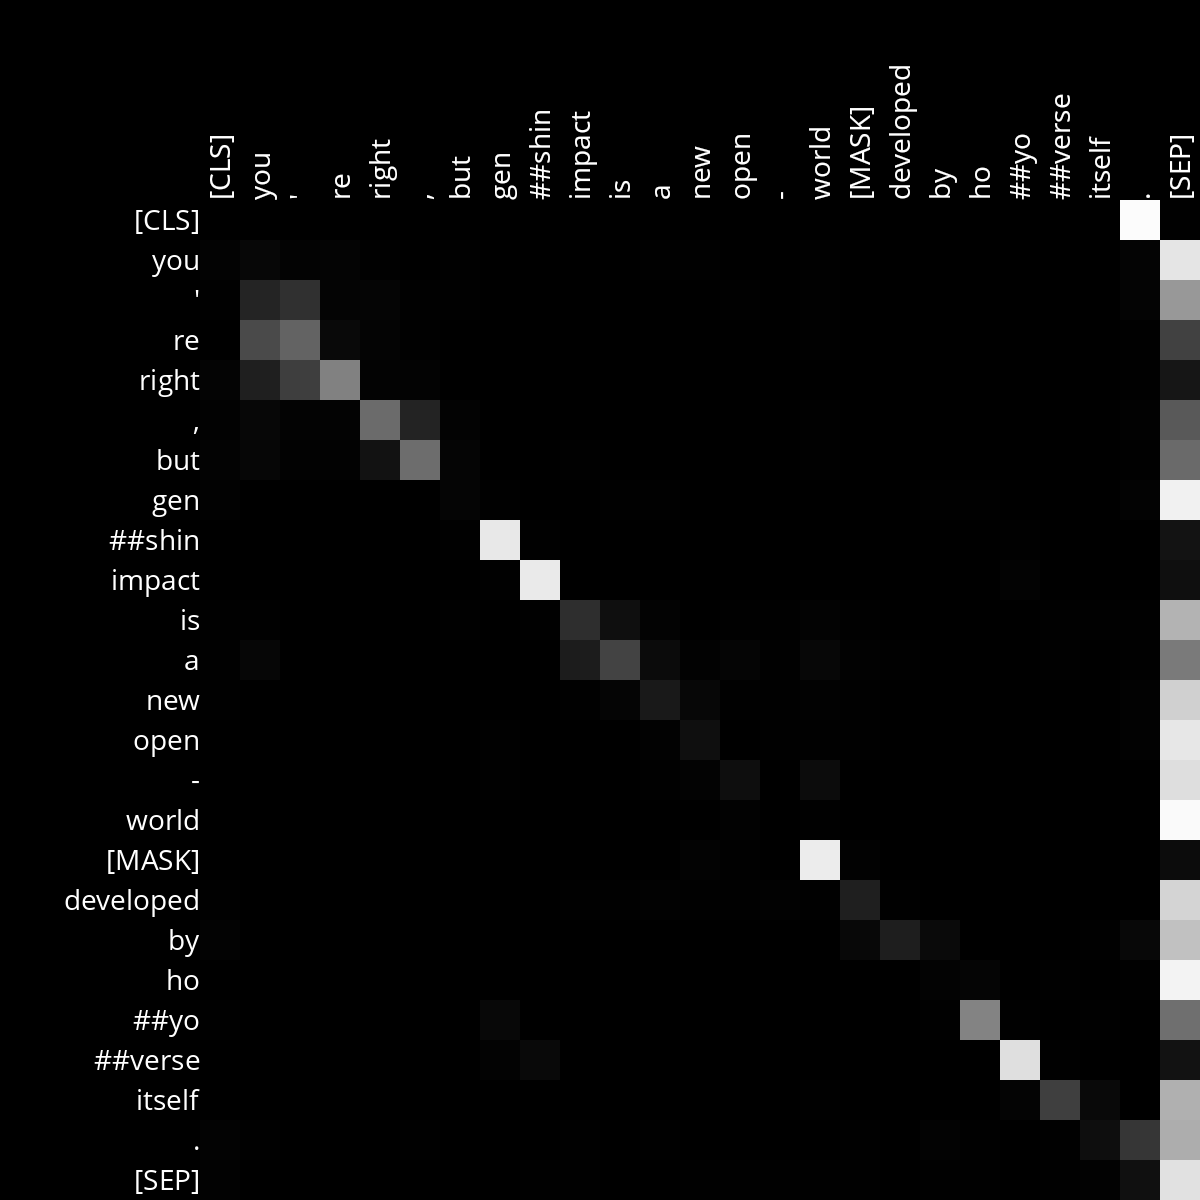 [CLS] you ' re right , but gen ##shin impact is a new open - world [MASK] developed by ho ##yo ##verse itself . [SEP]
[CLS]
you
'
re
right
,
but
gen
##shin
impact
is
a
new
open
-
world
[MASK]
developed
by
ho
##yo
##verse
itself
.
[SEP]